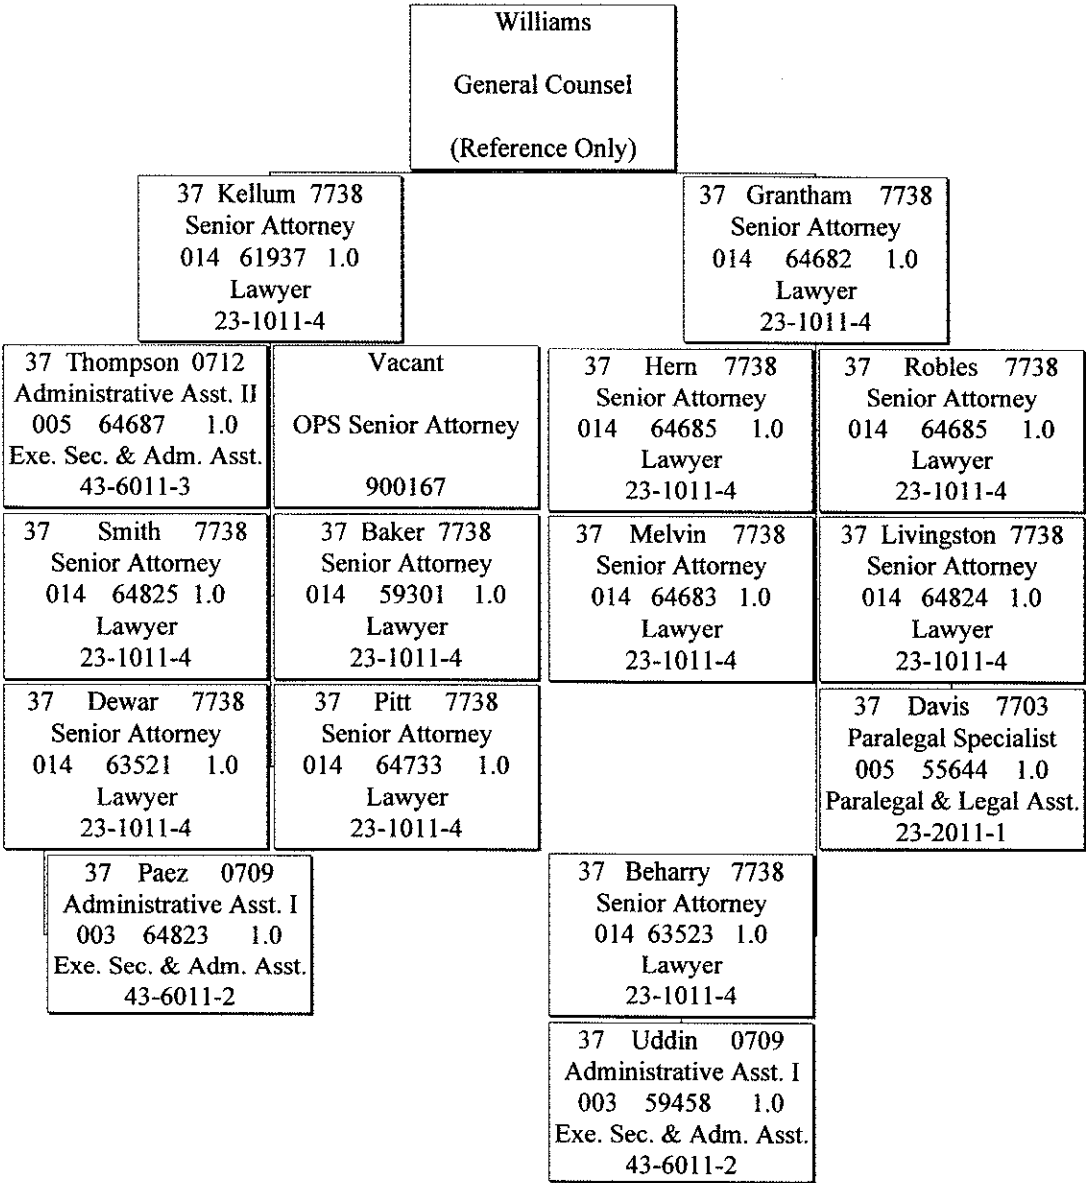 Williams
General Counsel
(Reference Only)
37 Kellum 7738
Senior Attorney
014 61937 1.0
Lawyer
23-1011-4
37 Grantham 7738
Senior Attorney
014 64682 1.0
Lawyer
23-1011-4
37 Thompson 0712
Administrative Asst. II
005 64687 1.0
Exe. Sec. & Adm. Asst.
43-6011-3
Vacant
OPS Senior Attorney
900167
37 Hern 7738
Senior Attorney
014 64685 1.0
Lawyer
23-1011-4
37 Robles 7738
Senior Attorney
014 64685 1.0
Lawyer
23-1011-4
37 Smith 7738
Senior Attorney
014 64825 1.0
Lawyer
23-1011-4
37 Baker 7738
Senior Attorney
014 59301 1.0
Lawyer
23-1011-4
37 Melvin 7738
Senior Attorney
014 64683 1.0
Lawyer
23-1011-4
37 Livingston 7738
Senior Attorney
014 64824 1.0
Lawyer
23-1011-4
37 Dewar 7738
Senior Attorney
014 63521 1.0
Lawyer
23-1011-4
37 Pitt 7738
Senior Attorney
014 64733 1.0
Lawyer
23-1011-4
37 Davis 7703
Paralegal Specialist
005 55644 1.0
Paralegal & Legal Asst.
23-2011-1
37 Paez 0709
Administrative Asst. I
003 64823 1.0
Exe. Sec. & Adm. Asst.
43-6011-2
37 Beharry 7738
Senior Attorney
014 63523 1.0
Lawyer
23-1011-4
37 Uddin 0709
Administrative Asst. I
003 59458 1.0
Exe. Sec. & Adm. Asst.
43-6011-2